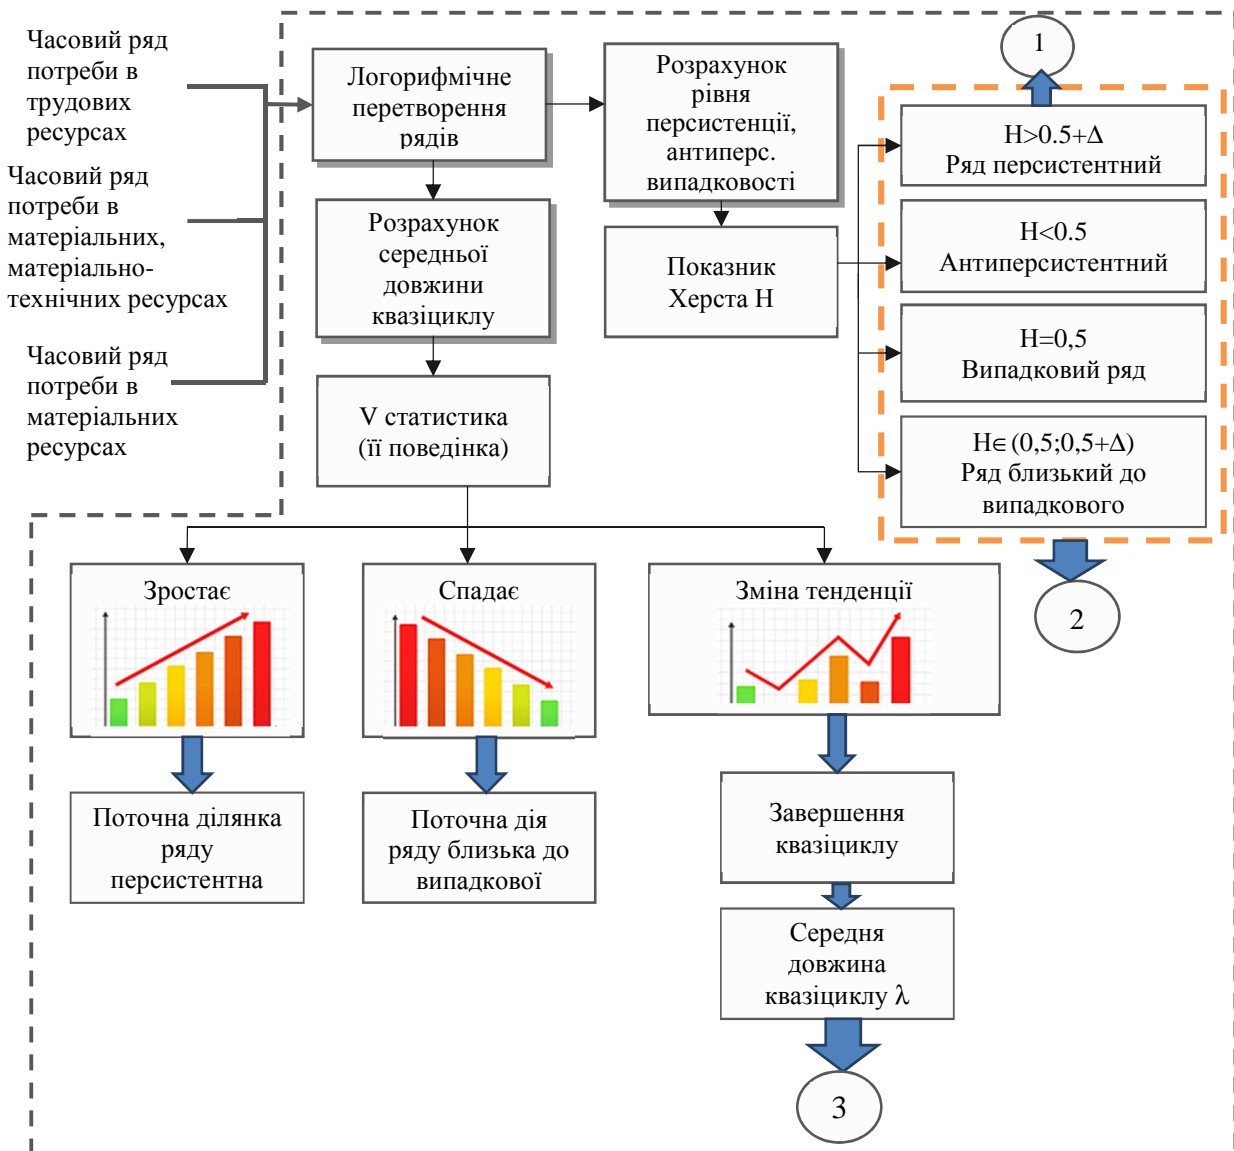 Часовий ряд
потреби в
трудових
ресурсах
Часовий ряд
потреби в
матеріальних,
матеріально-
технічних ресурсах
Часовий ряд
потреби в
матеріальних
ресурсах
Логорифмічне
перетворення
рядів
Розрахунок
середньої
довжини
квазіциклу
V статистика
(її поведінка)
Розрахунок
рівня
персистенції,
антиперс.
випадковості
Показник
Херста H
1
H>0.5+Δ
Ряд персистентний
H<0.5
Антиперсистентний
H=0,5
Випадковий ряд
H∈(0,5;0,5+Δ)
Ряд близький до
випадкового
2
Зростає
Спадає
Зміна тенденції
Поточна ділянка
ряду
персистентна
Поточна дія
ряду близька до
випадкової
Завершення
квазіциклу
Середня
довжина
квазіциклу λ
3